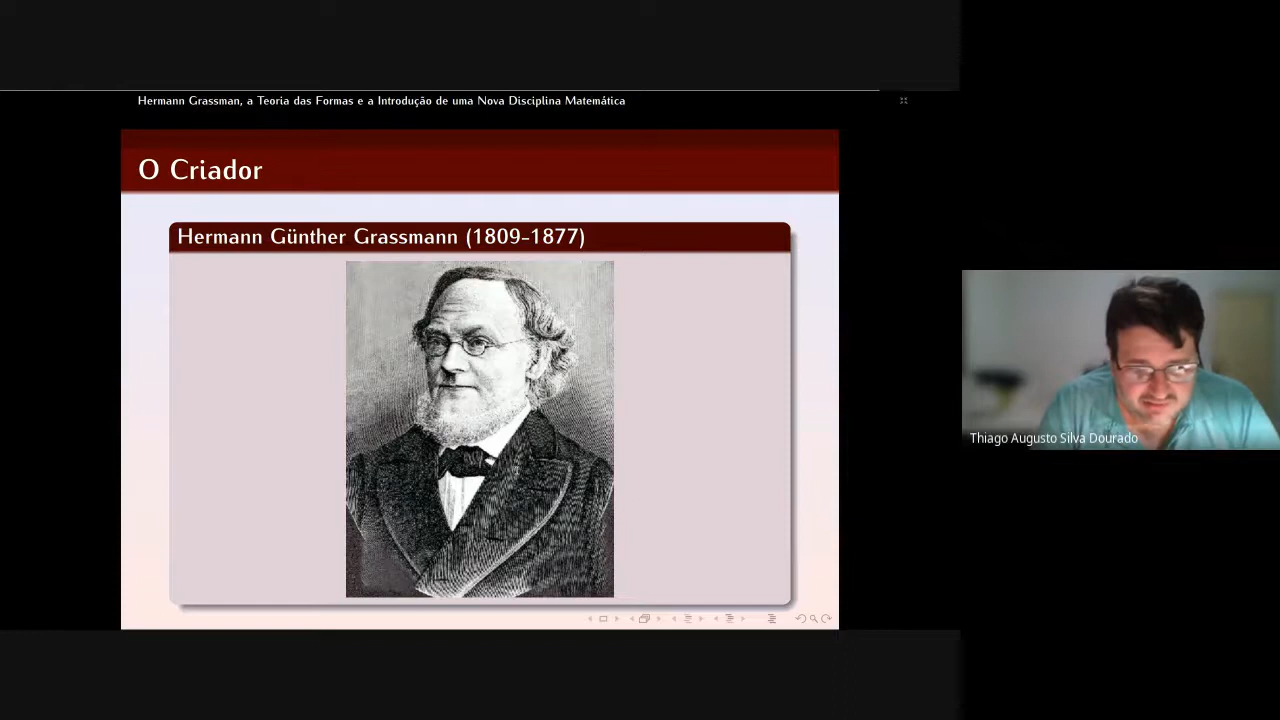 Hermann Grassman, a Teoria das Formas e a Introdução de uma Nova Disciplina Matemática
O Criador
Hermann Günther Grassmann (1809-1877)
Thiago Augusto Silva Dourado